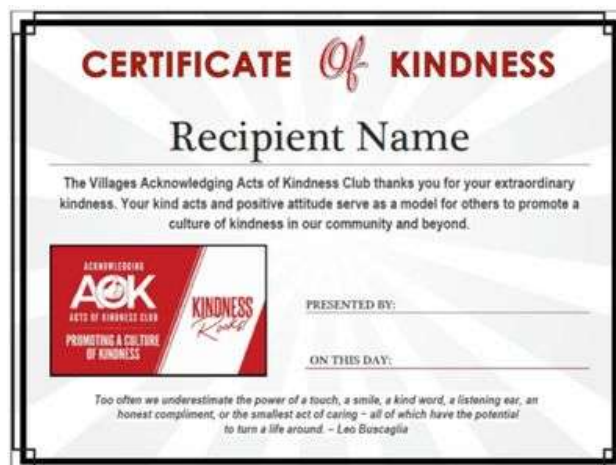 CERTIFICATE Of KINDNESS
Recipient Name
The Villages Acknowledging Acts of Kindness Club thanks you for your extraordinary
kindness. Your kind acts and positive attitude serve as a model for others to promote a
culture of kindness in our community and beyond.
ACKNOWLEDGING
AOK
ACTS OF KINDNESS CLUB
PROMOTING A CULTURE
OF KINDNESS
KINDNESS
Rocks!
PRESENTED BY:
ON THIS DAY:
Too often we underestimate the power of a touch, a smile, a kind word, a listening ear, an
honest compliment, or the smallest act of caring – all of which have the potential
to turn a life around. – Leo Buscaglia